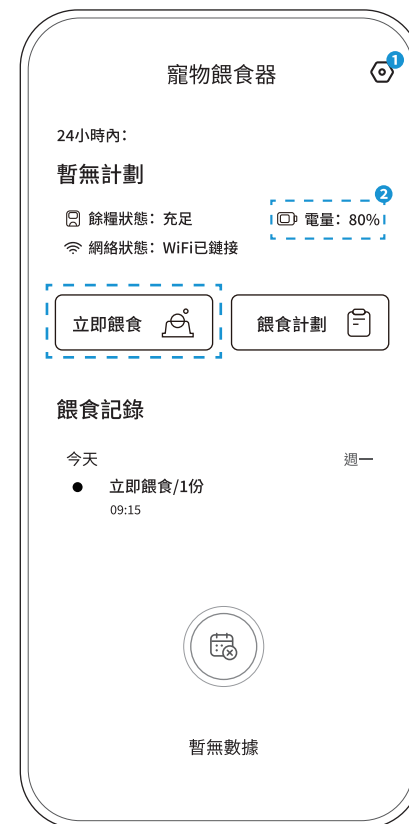 寵物餵食器
1
24小時內：
暫無計劃
2
餘糧狀態：充足
電量：80%
網絡狀態：WiFi已鏈接
立即餵食
餵食計劃
餵食記錄
今天
週一
立即餵食/1份
09:15
暫無數據